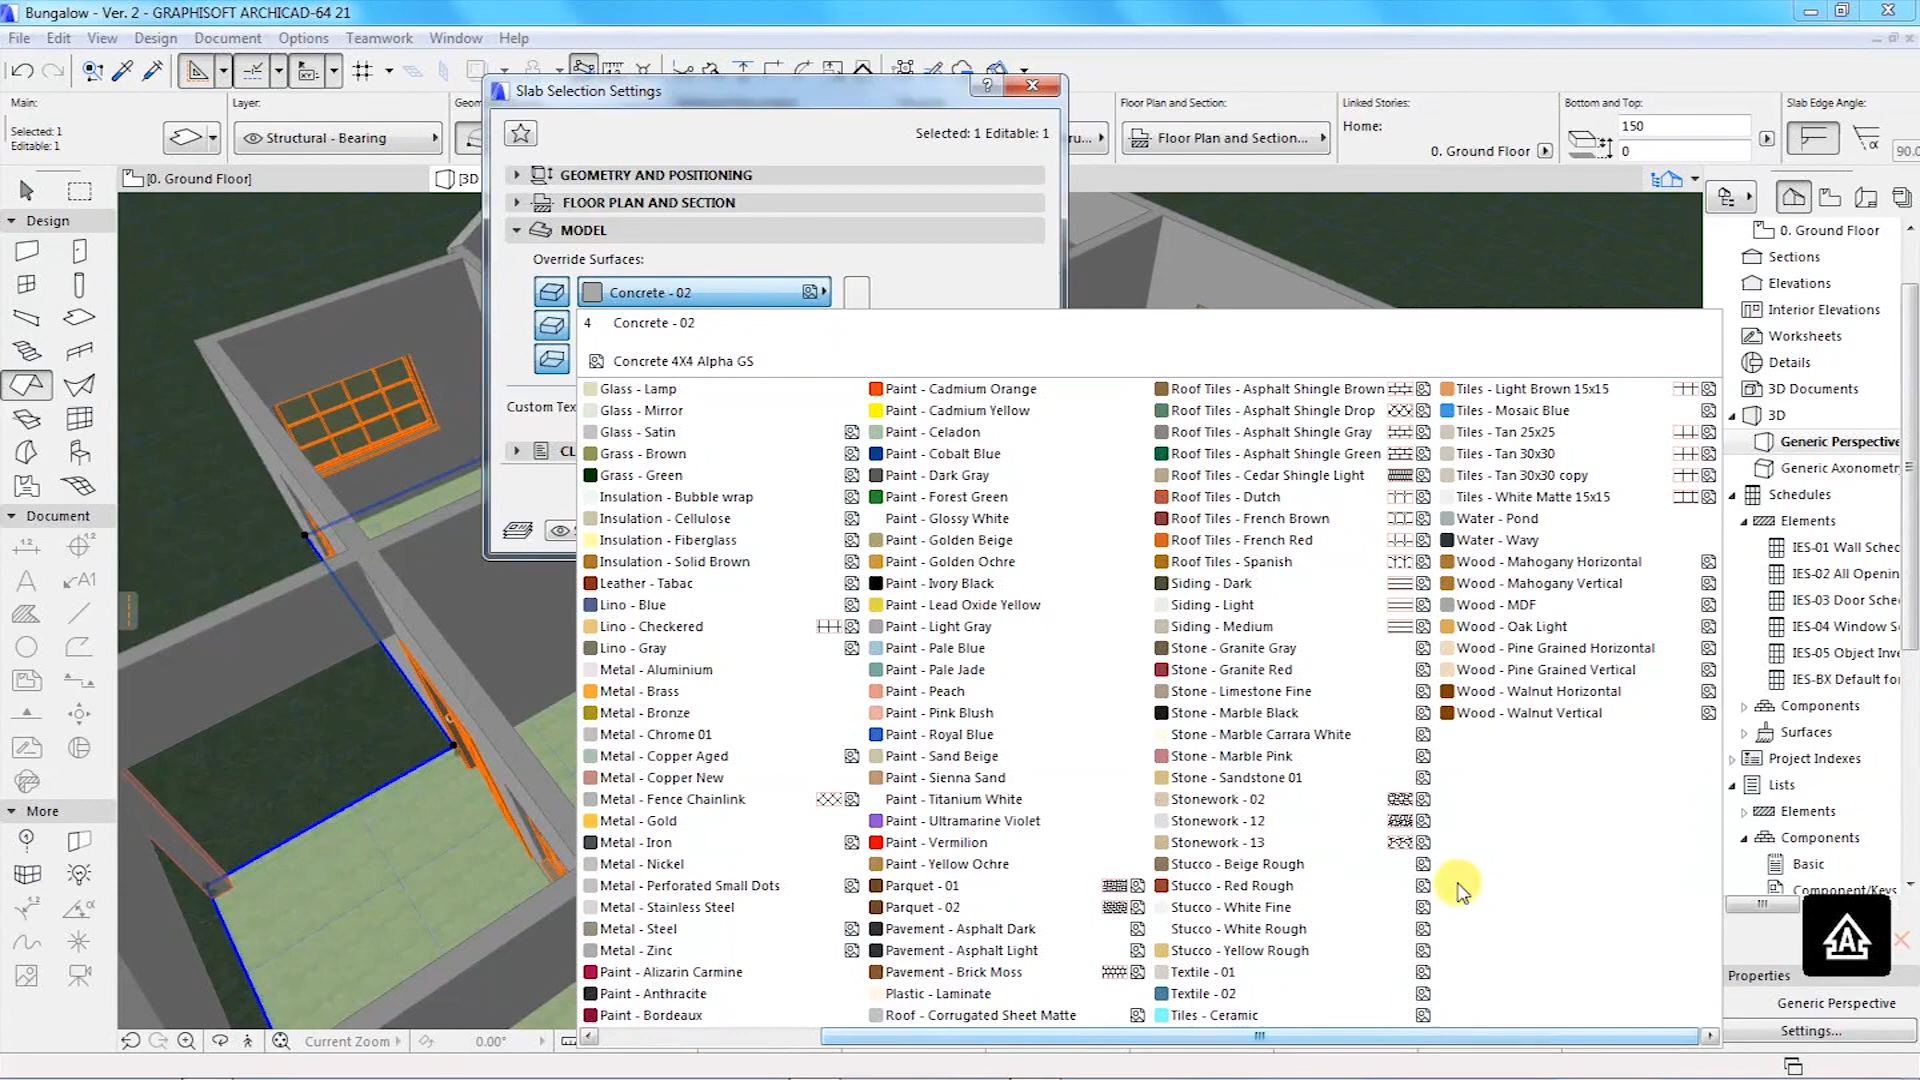 Bungalow - Ver. 2 - GRAPHISOFT ARCHICAD-64 21
File Edit View Design Document Options Teamwork Window Help
Main:
Selected: 1
Editable: 1
Layer:
Structural - Bearing
Floor Plan and Section:
Floor Plan and Section...
Linked Stories:
Home:
0. Ground Floor
Bottom and Top:
150
0
Slab Edge Angle:
[0. Ground Floor]
[3D
Slab Selection Settings
Selected: 1 Editable: 1
GEOMETRY AND POSITIONING
FLOOR PLAN AND SECTION
MODEL
Override Surfaces:
Concrete - 02
4 Concrete - 02
Concrete 4X4 Alpha GS
Custom Tex
CL
Glass - Lamp
Glass - Mirror
Glass - Satin
Grass - Brown
Grass - Green
Insulation - Bubble wrap
Insulation - Cellulose
Insulation - Fiberglass
Insulation - Solid Brown
Leather - Tabac
Lino - Blue
Lino - Checkered
Lino - Gray
Metal - Aluminium
Metal - Brass
Metal - Bronze
Metal - Chrome 01
Metal - Copper Aged
Metal - Copper New
Metal - Fence Chainlink
Metal - Gold
Metal - Iron
Metal - Nickel
Metal - Perforated Small Dots
Metal - Stainless Steel
Metal - Steel
Metal - Zinc
Paint - Alizarin Carmine
Paint - Anthracite
Paint - Bordeaux
Paint - Cadmium Orange
Paint - Cadmium Yellow
Paint - Celadon
Paint - Cobalt Blue
Paint - Dark Gray
Paint - Forest Green
Paint - Glossy White
Paint - Golden Beige
Paint - Golden Ochre
Paint - Ivory Black
Paint - Lead Oxide Yellow
Paint - Light Gray
Paint - Pale Blue
Paint - Pale Jade
Paint - Peach
Paint - Pink Blush
Paint - Royal Blue
Paint - Sand Beige
Paint - Sienna Sand
Paint - Titanium White
Paint - Ultramarine Violet
Paint - Vermilion
Paint - Yellow Ochre
Parquet - 01
Parquet - 02
Pavement - Asphalt Dark
Pavement - Asphalt Light
Pavement - Brick Moss
Plastic - Laminate
Roof - Corrugated Sheet Matte
Roof Tiles - Asphalt Shingle Brown
Roof Tiles - Asphalt Shingle Drop
Roof Tiles - Asphalt Shingle Gray
Roof Tiles - Asphalt Shingle Green
Roof Tiles - Cedar Shingle Light
Roof Tiles - Dutch
Roof Tiles - French Brown
Roof Tiles - French Red
Roof Tiles - Spanish
Siding - Dark
Siding - Light
Siding - Medium
Stone - Granite Gray
Stone - Granite Red
Stone - Limestone Fine
Stone - Marble Black
Stone - Marble Carrara White
Stone - Marble Pink
Stone - Sandstone 01
Stonework - 02
Stonework - 12
Stonework - 13
Stucco - Beige Rough
Stucco - Red Rough
Stucco - White Fine
Stucco - White Rough
Stucco - Yellow Rough
Textile - 01
Textile - 02
Tiles - Ceramic
Tiles - Light Brown 15x15
Tiles - Mosaic Blue
Tiles - Tan 25x25
Tiles - Tan 30x30
Tiles - Tan 30x30 copy
Tiles - White Matte 15x15
Water - Pond
Water - Wavy
Wood - Mahogany Horizontal
Wood - Mahogany Vertical
Wood - MDF
Wood - Oak Light
Wood - Pine Grained Horizontal
Wood - Pine Grained Vertical
Wood - Walnut Horizontal
Wood - Walnut Vertical
Design
Document
More
0. Ground Floor
Sections
Elevations
Interior Elevations
Worksheets
Details
3D Documents
3D
Generic Perspective
Generic Axonometr
Schedules
Elements
IES-01 Wall Sched
IES-02 All Opening
IES-03 Door Sche
IES-04 Window S
IES-05 Object Inve
IES-BX Default for
Components
Surfaces
Project Indexes
Lists
Elements
Components
Basic
Component/Keys
Properties
Generic Perspective
Settings...
Current Zoom
0.00°